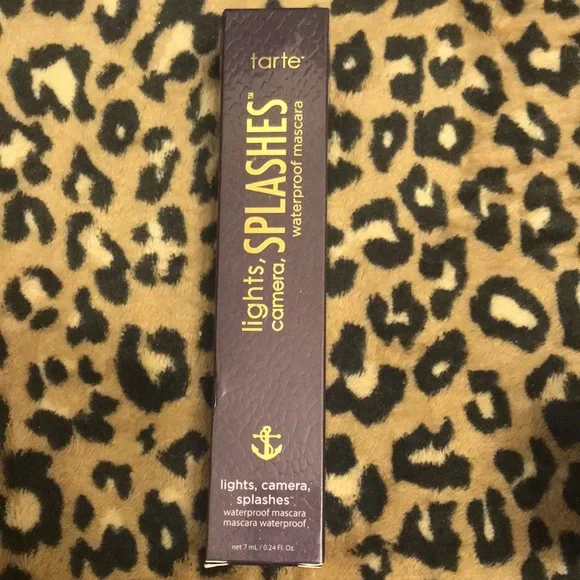 tarte™
lights,
camera, SPLASHES™
waterproof mascara
lights, camera,
splashes™
waterproof mascara
mascara waterproof
net 7 mL / 0.24 Fl. Oz.